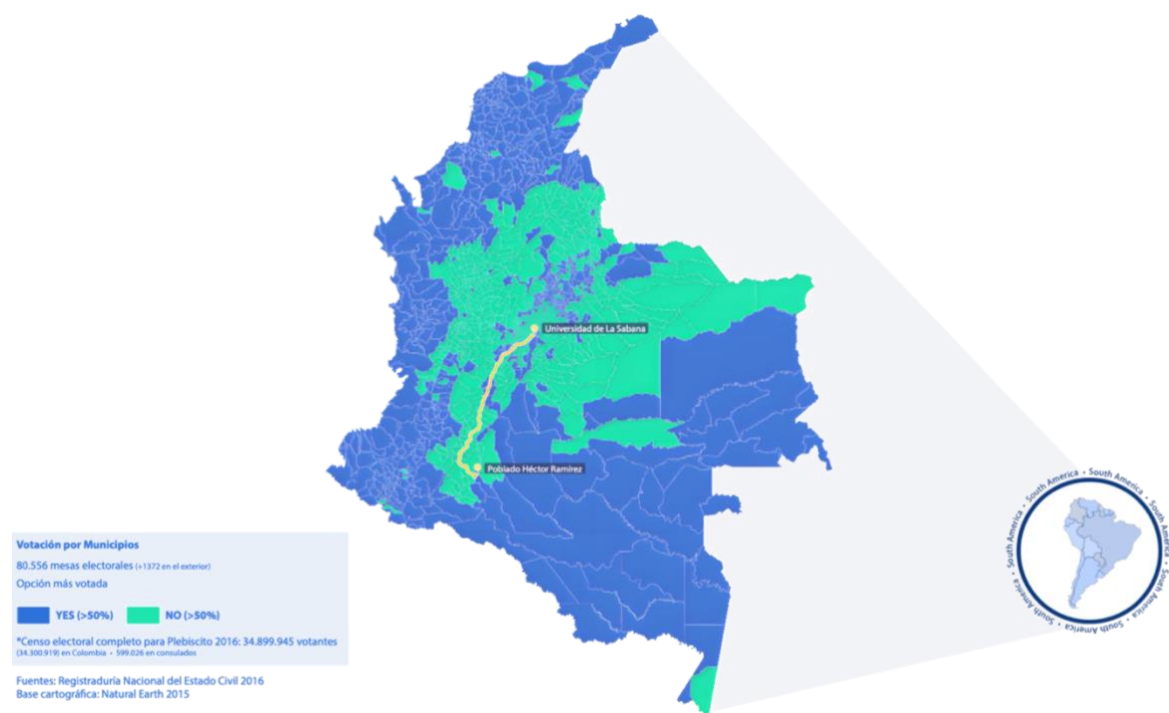 Universidad de La Sabana
Poblado Héctor Ramírez
Votación por Municipios
80.556 mesas electorales (+1372 en el exterior)
Opción más votada
YES (>50%) NO (>50%)
*Censo electoral completo para Plebiscito 2016: 34.899.945 votantes
(34.300.919) en Colombia • 599.026 en consulados
Fuentes: Registraduría Nacional del Estado Civil 2016
Base cartográfica: Natural Earth 2015
South America • South America • South America • South America • South America • South America • South America •